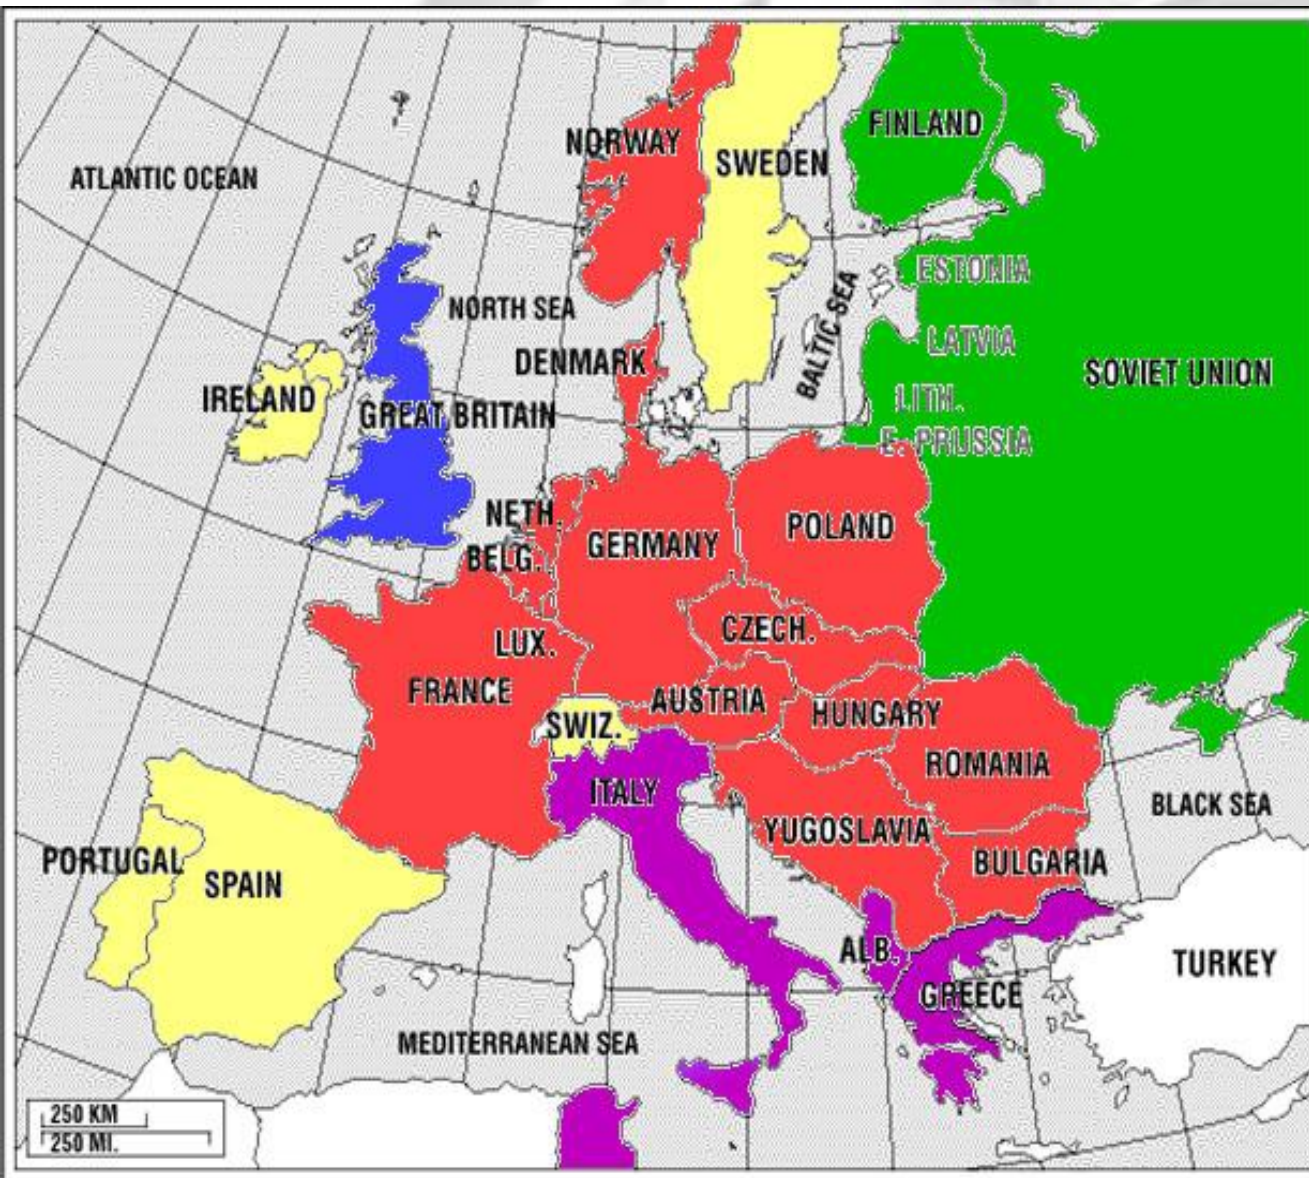 NORWAY
SWEDEN
FINLAND
ATLANTIC OCEAN
ESTONIA
NORTH SEA
BALTIC SEA
LATVIA
DENMARK
SOVIET UNION
IRELAND
GREAT BRITAIN
LITH.
E. PRUSSIA
NETH.
GERMANY
POLAND
BELG.
CZECH.
LUX.
FRANCE
AUSTRIA
HUNGARY
SWIZ.
ITALY
ROMANIA
BLACK SEA
YUGOSLAVIA
PORTUGAL
SPAIN
BULGARIA
ALB.
TURKEY
GREECE
MEDITERRANEAN SEA
250 KM
250 MI.